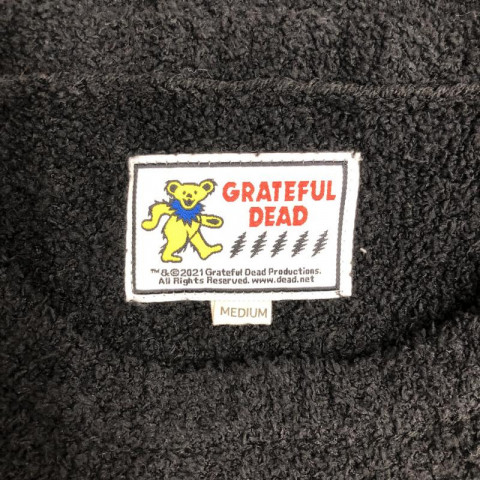 GRATEFUL
DEAD
™&©2021 Grateful Dead Productions.
All Rights Reserved. www.dead.net
MEDIUM